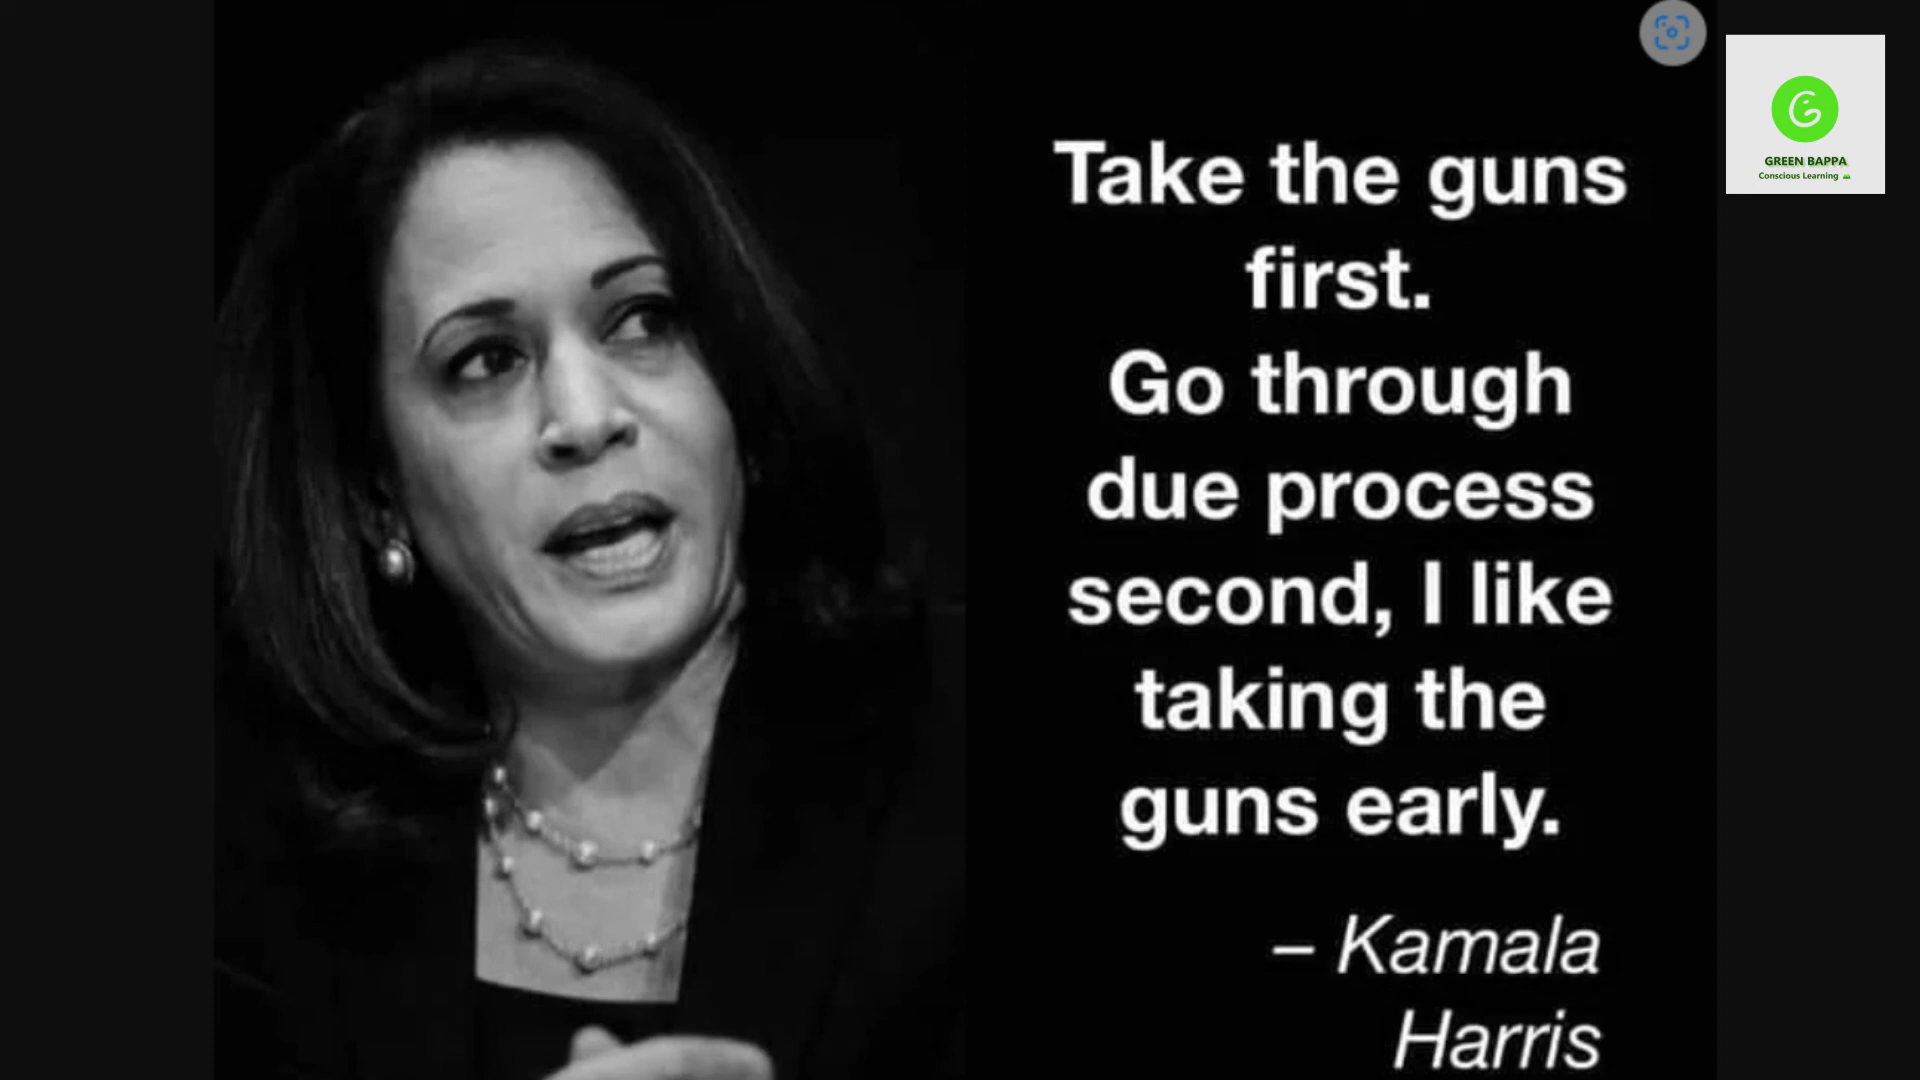 Take the guns
first.
Go through
due process
second, I like
taking the
guns early.
– Kamala
Harris
GREEN BAPPA
Conscious Learning